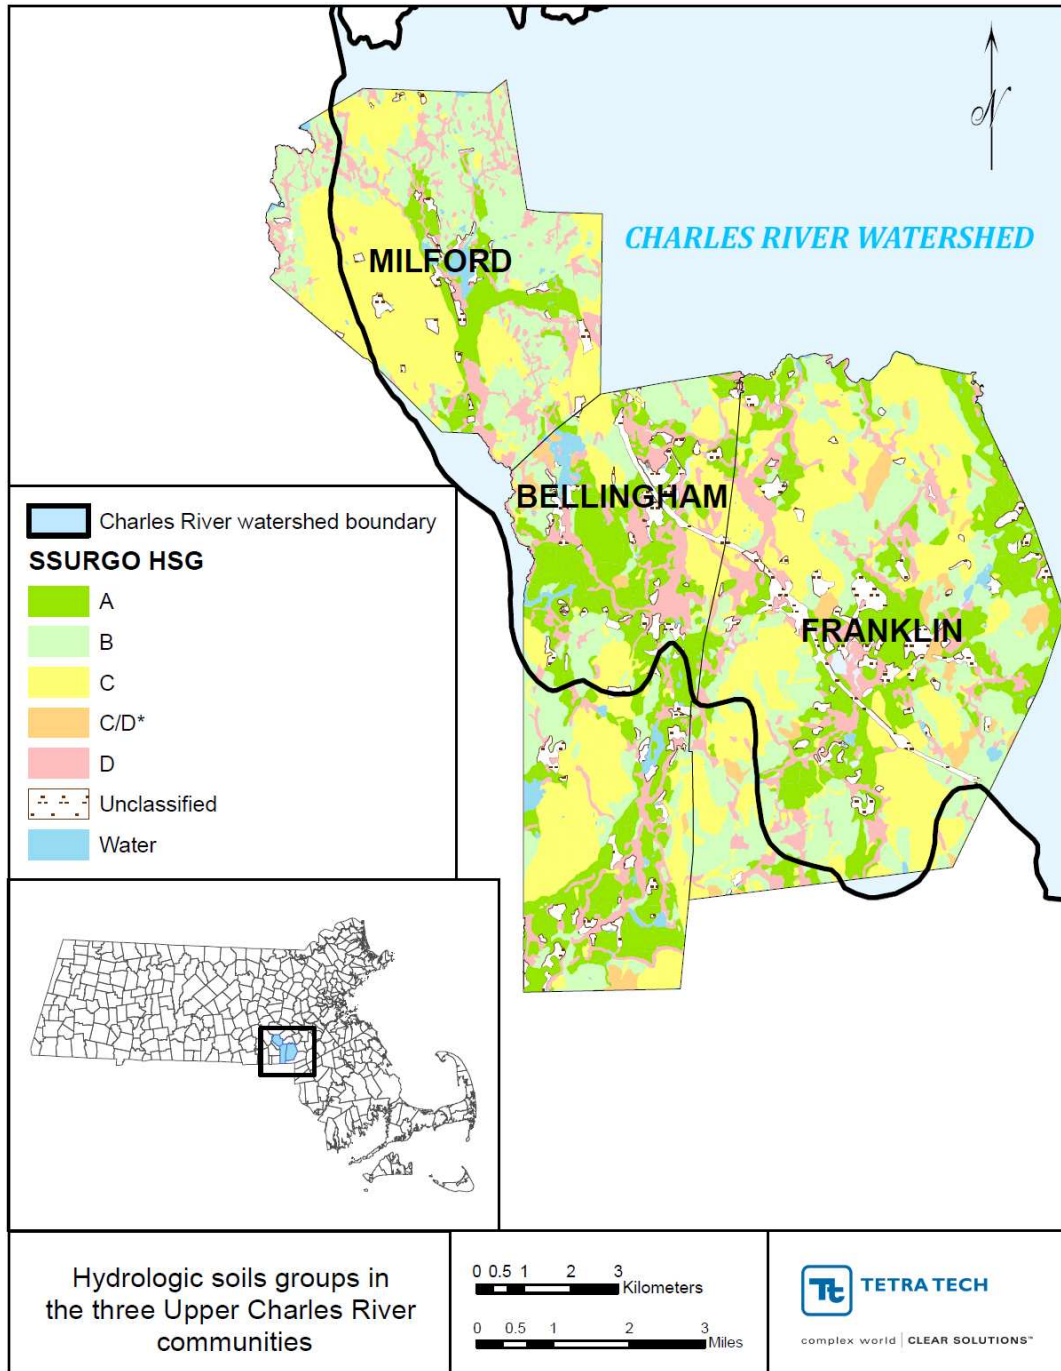 N
CHARLES RIVER WATERSHED
MILFORD
BELLINGHAM
FRANKLIN
Charles River watershed boundary
SSURGO HSG
A
B
C
C/D*
D
Unclassified
Water
Hydrologic soils groups in
the three Upper Charles River
communities
0 0.5 1 2 3
Kilometers
0 0.5 1 2 3
Miles
Tt
TETRA TECH
complex world | CLEAR SOLUTIONS™